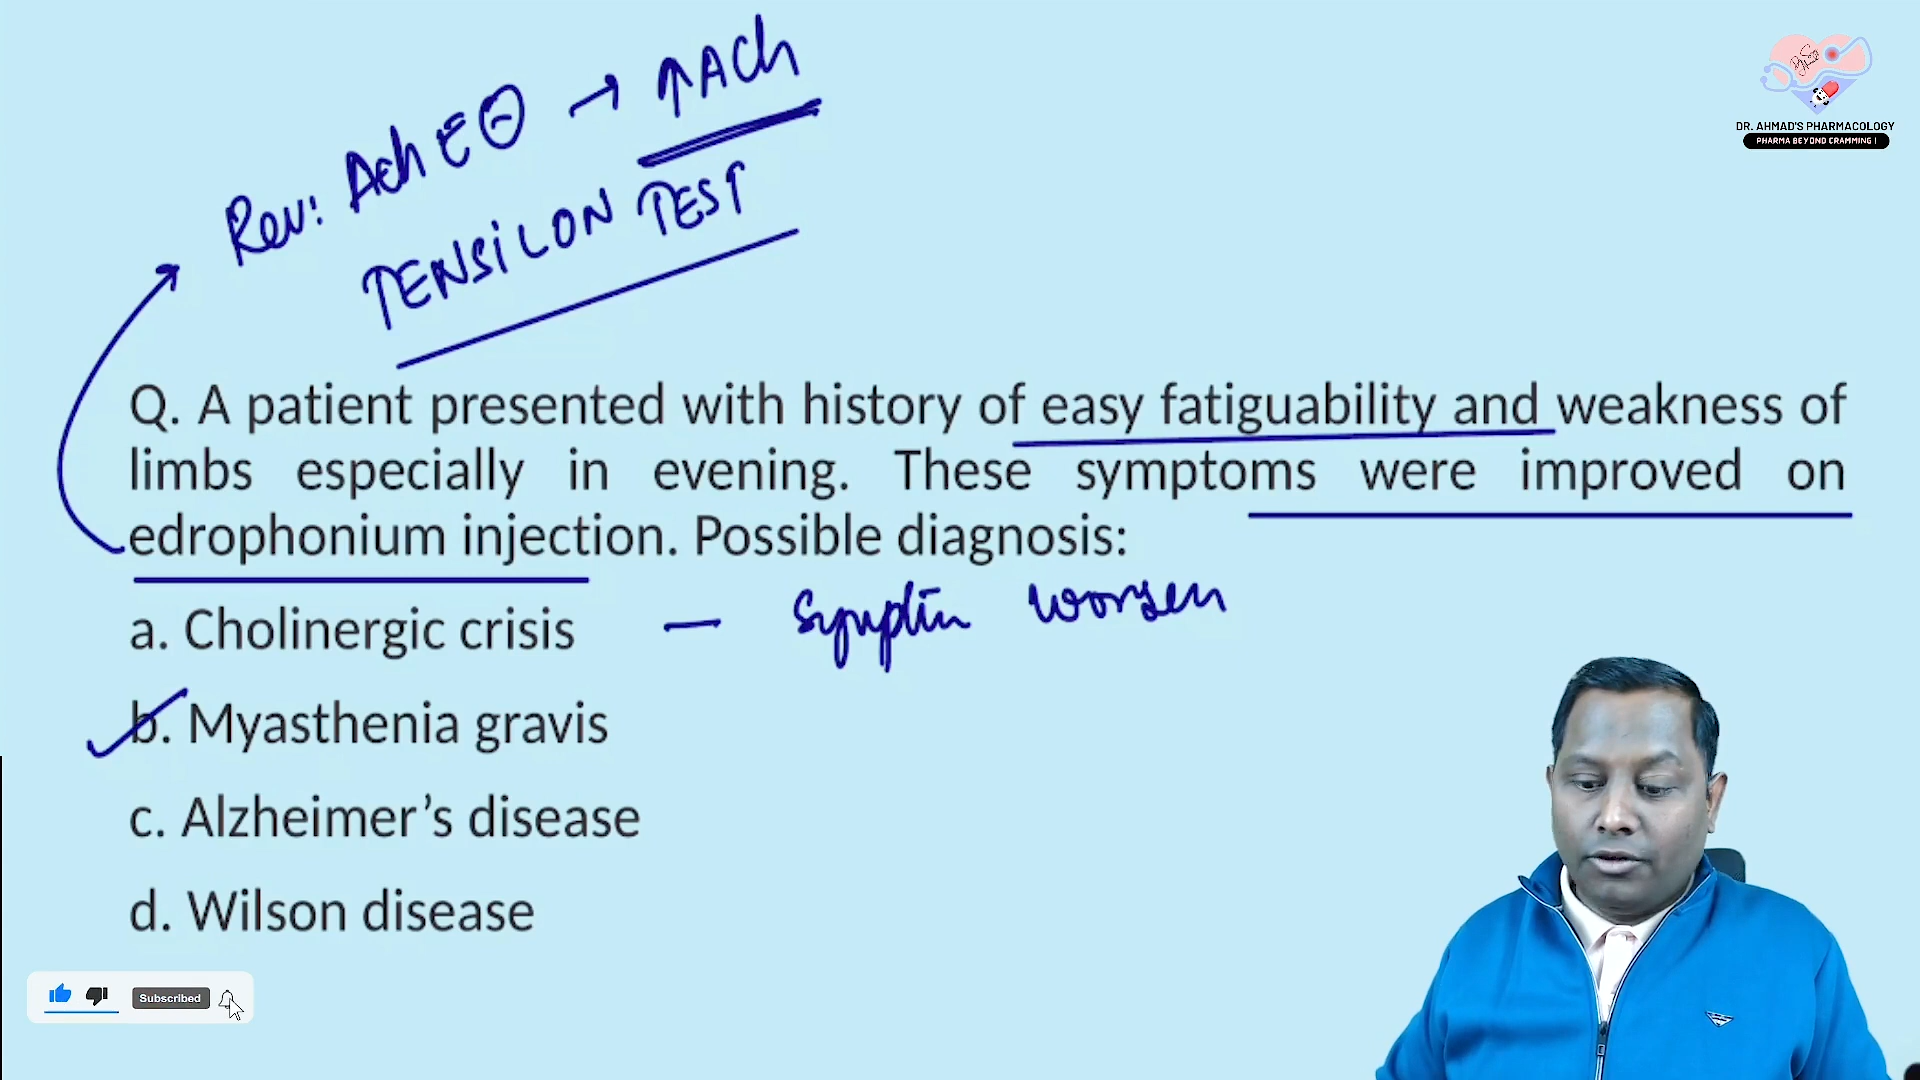 Rev: AchE⊖ → ↑ACh
TENSILON TEST
DR. AHMAD'S PHARMACOLOGY
PHARMA BEYOND CRAMMING !
Q. A patient presented with history of easy fatiguability and weakness of
limbs especially in evening. These symptoms were improved on
edrophonium injection. Possible diagnosis:
a. Cholinergic crisis — worsen
b. Myasthenia gravis
c. Alzheimer’s disease
d. Wilson disease
Subscribed